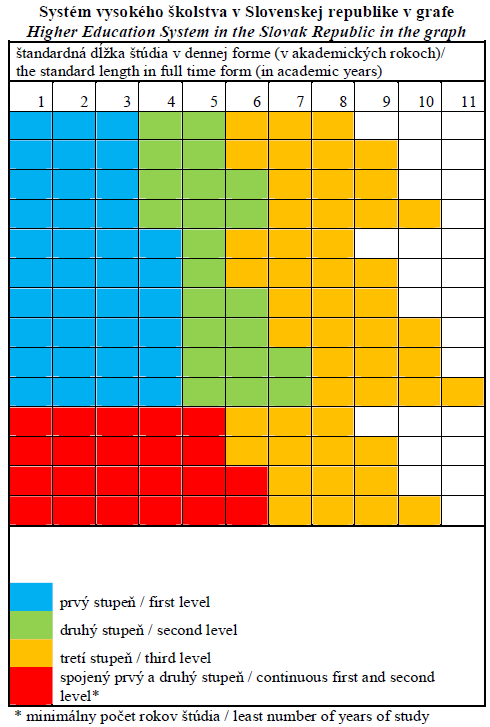 Systém vysokého školstva v Slovenskej republike v grafe
Higher Education System in the Slovak Republic in the graph
štandardná dĺžka štúdia v dennej forme (v akademických rokoch)/
the standard length in full time form (in academic years)
1 2 3 4 5 6 7 8 9 10 11
prvý stupeň / first level
druhý stupeň / second level
tretí stupeň / third level
spojený prvý a druhý stupeň / continuous first and second
level*
* minimálny počet rokov štúdia / least number of years of study